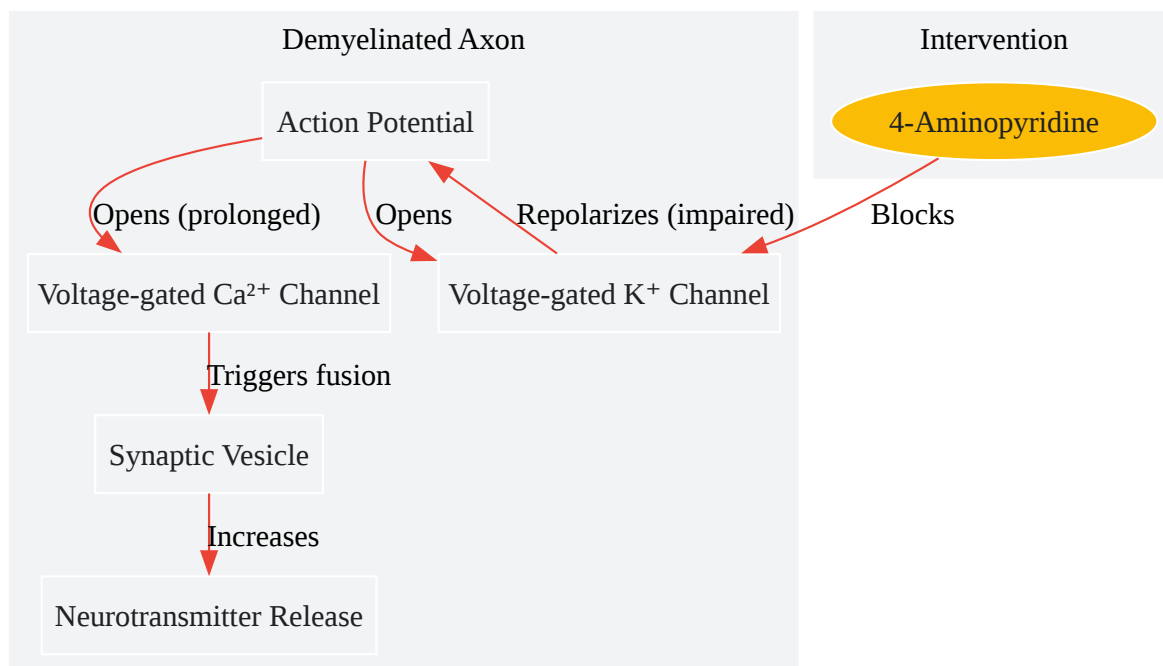 Demyelinated Axon
Intervention
Action Potential
4-Aminopyridine
Opens (prolonged)
Opens
Repolarizes (impaired)
Blocks
Voltage-gated Ca²⁺ Channel
Voltage-gated K⁺ Channel
Triggers fusion
Synaptic Vesicle
Increases
Neurotransmitter Release